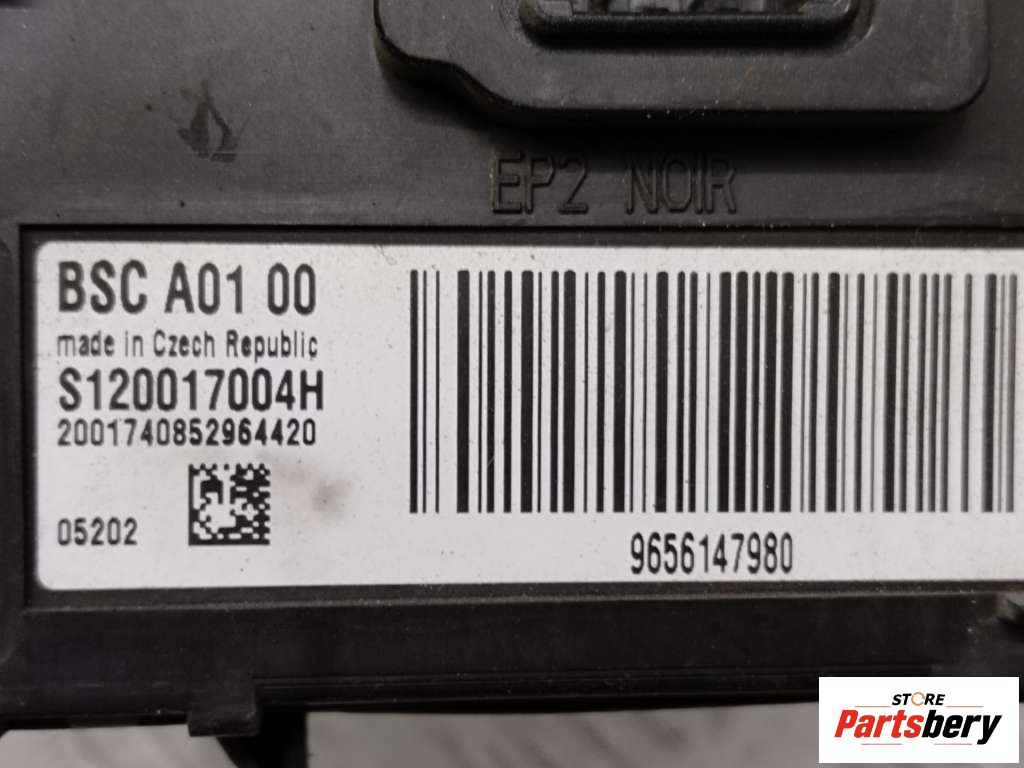 EP2 NOIR
BSC A01 00
made in Czech Republic
S120017004H
2001740852964420
05202
9656147980
STORE
Partsbery